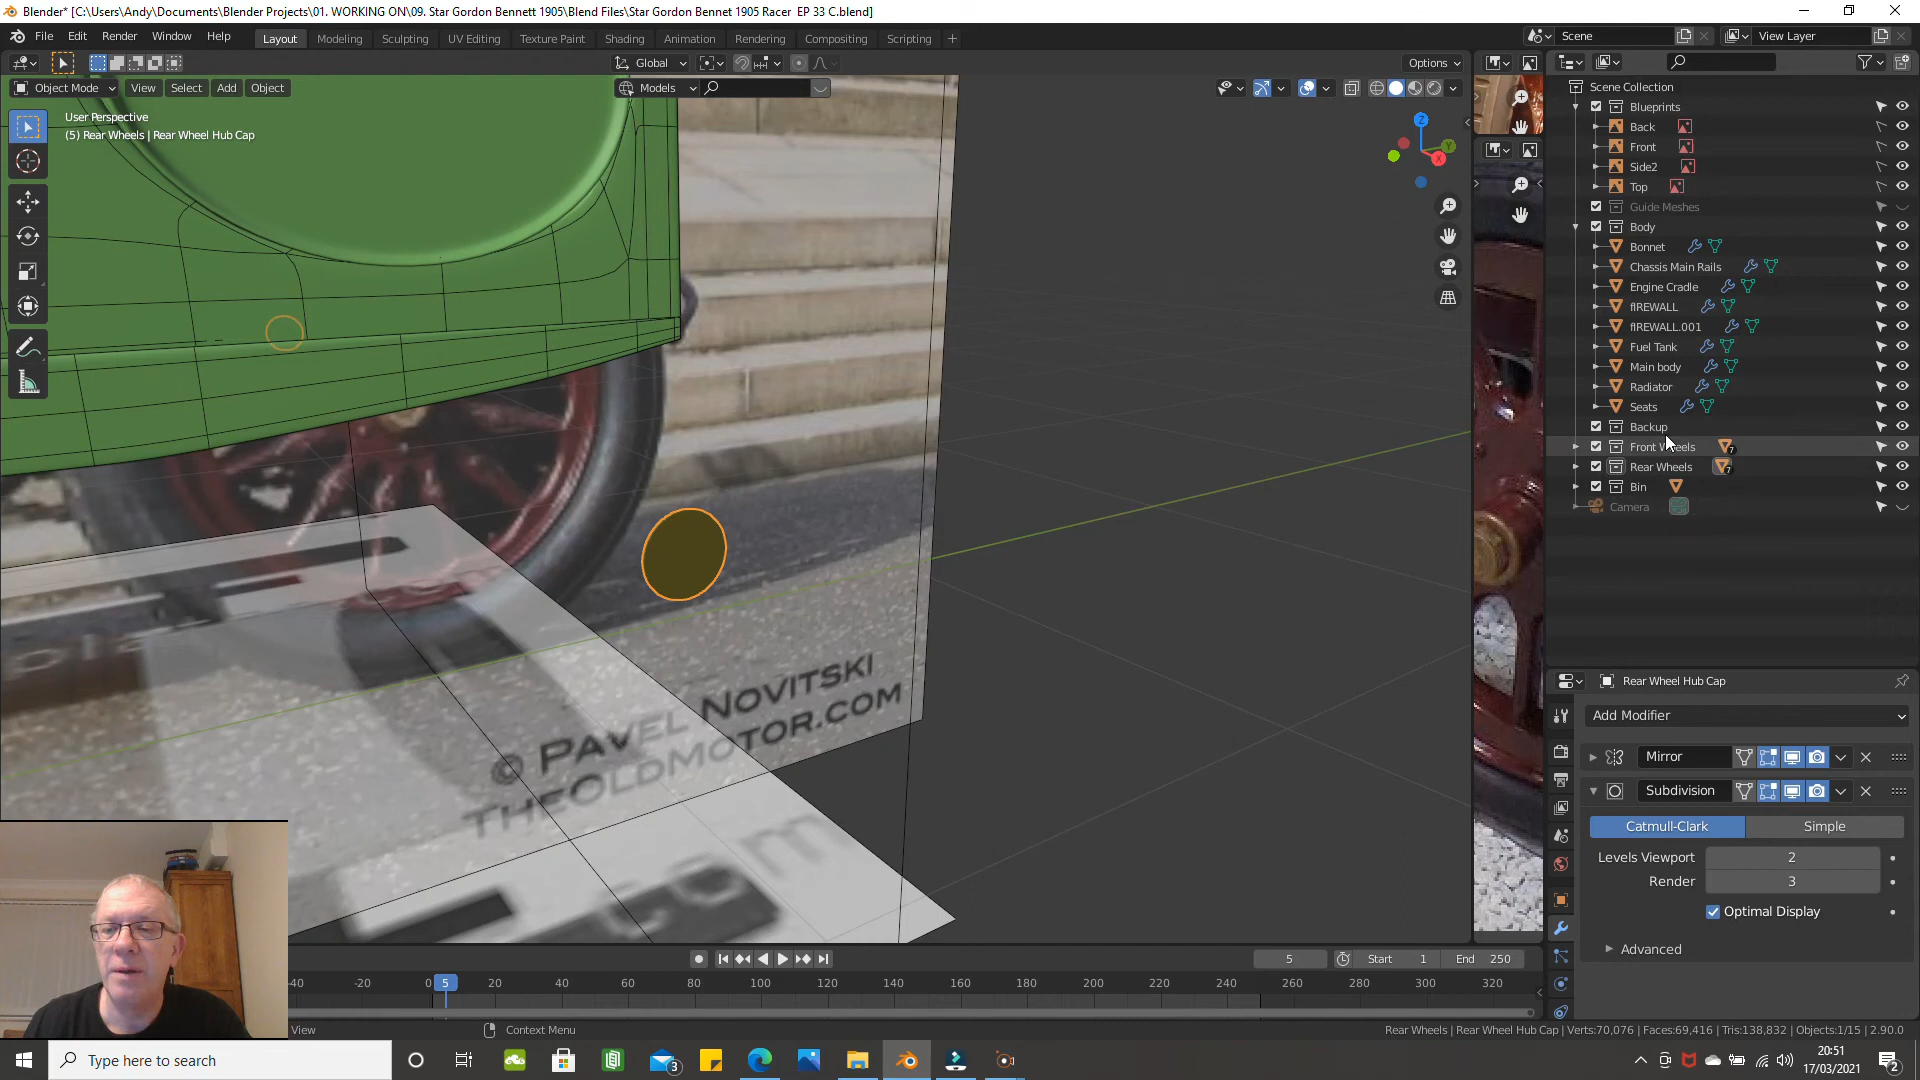 Blender* [C:\Users\Andy\Documents\Blender Projects\01. WORKING ON\09. Star Gordon Bennett 1905\Blend Files\Star Gordon Bennet 1905 Racer EP 33 C.blend]
File Edit Render Window Help
Layout Modeling Sculpting UV Editing Texture Paint Shading Animation Rendering Compositing Scripting
Scene View Layer
Global Options
Object Mode View Select Add Object Models
User Perspective
(5) Rear Wheels | Rear Wheel Hub Cap
Z
Y
X
Scene Collection
Blueprints
Back
Front
Side2
Top
Guide Meshes
Body
Bonnet
Chassis Main Rails
Engine Cradle
fIREWALL
fIREWALL.001
Fuel Tank
Main body
Radiator
Seats
Backup
Front Wheels 7
Rear Wheels 7
Bin
Camera
© PAVEL NOVITSKI
THEOLDMOTOR.COM
Rear Wheel Hub Cap
Add Modifier
Mirror
Subdivision
Catmull-Clark Simple
Levels Viewport 2
Render 3
Optimal Display
Advanced
5 Start 1 End 250
-40 -20 0 5 20 40 60 80 100 120 140 160 180 200 220 240 260 280 300 320
View Context Menu
Rear Wheels | Rear Wheel Hub Cap | Verts:70,076 | Faces:69,416 | Tris:138,832 | Objects:1/15 | 2.90.0
Type here to search
3
20:51
17/03/2021
2